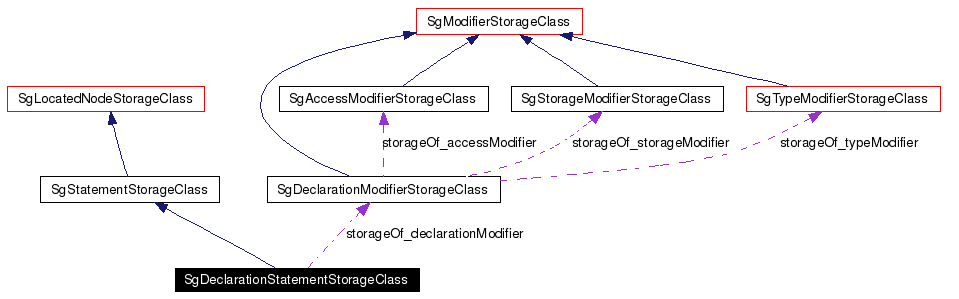 SgModifierStorageClass
SgLocatedNodeStorageClass
SgAccessModifierStorageClass
SgStorageModifierStorageClass
SgTypeModifierStorageClass
storageOf_accessModifier
storageOf_storageModifier
storageOf_typeModifier
SgStatementStorageClass
SgDeclarationModifierStorageClass
storageOf_declarationModifier
SgDeclarationStatementStorageClass